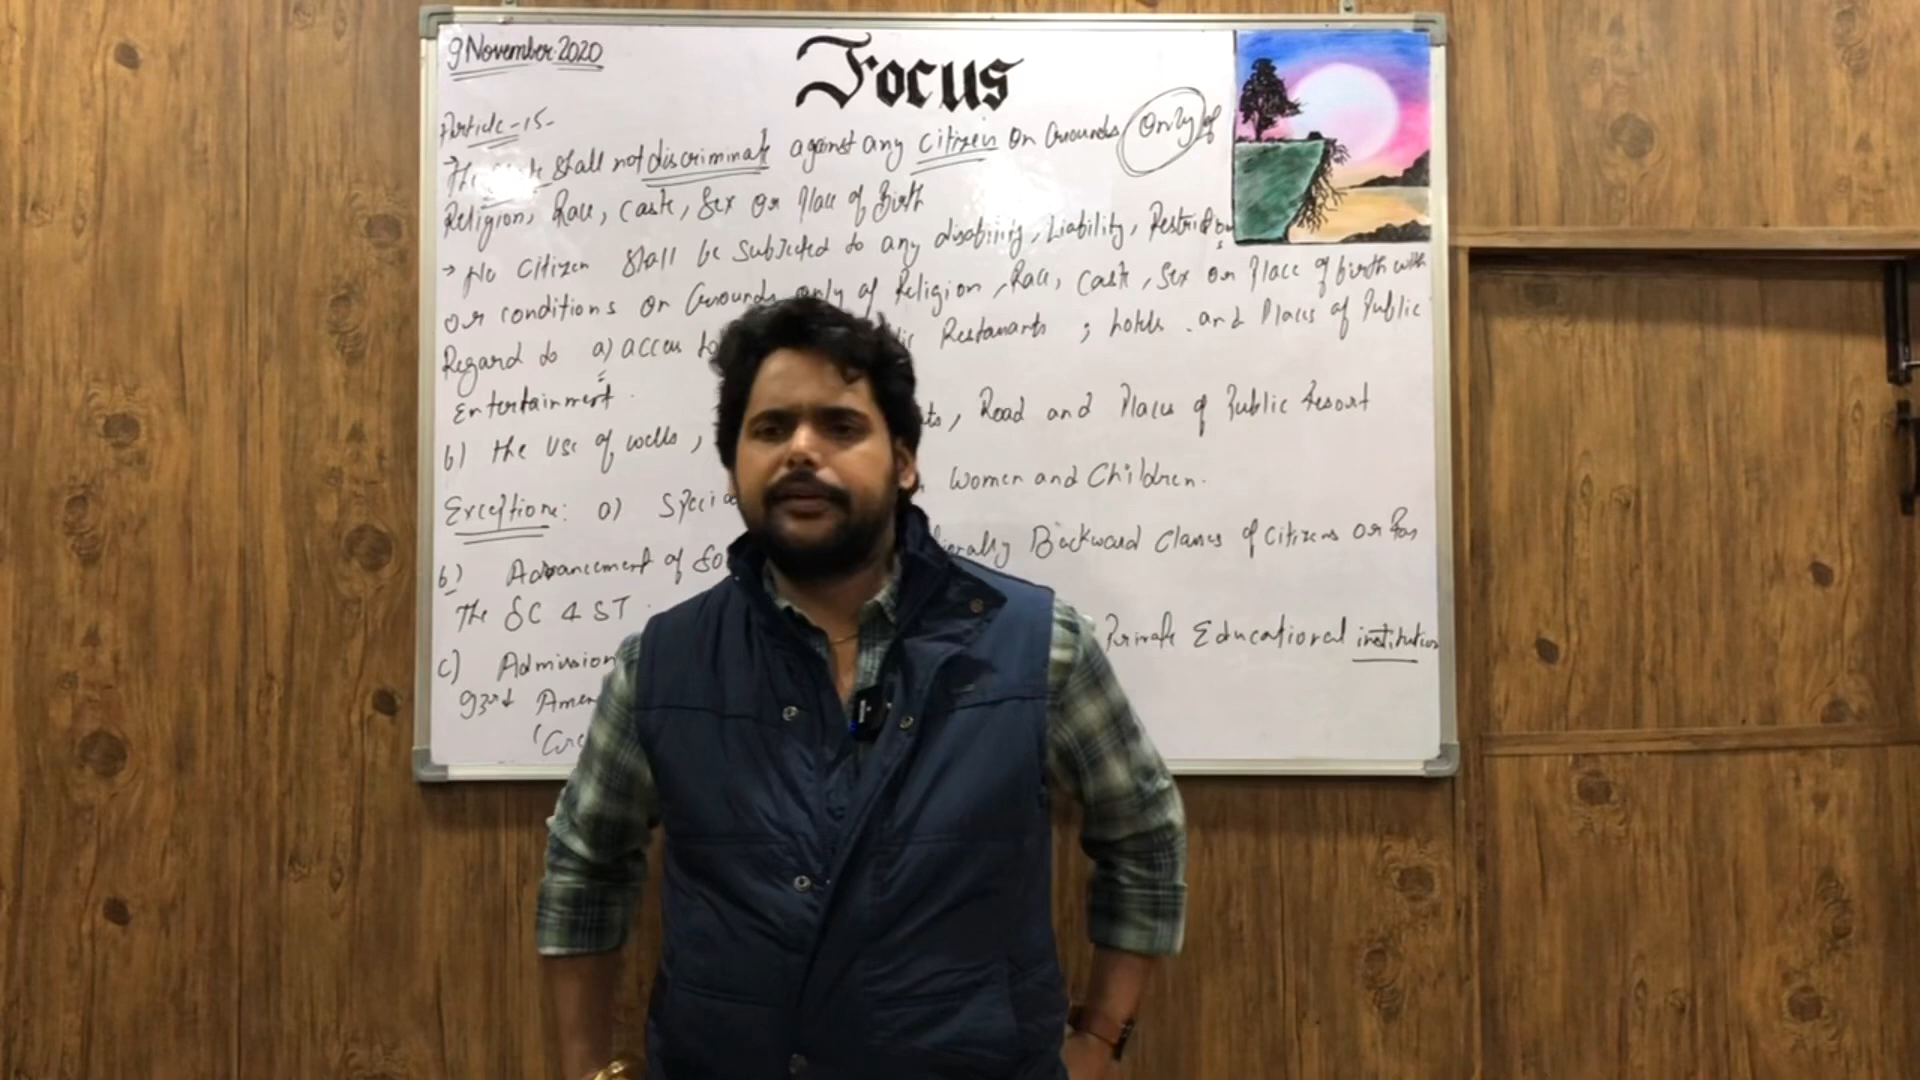 9 November 2020
Focus
Article-15-
→ The State shall not discriminate against any citizen on Grounds only of
Religion, Race, caste, Sex or Place of Birth
→ No Citizen shall be subjected to any disability, Liability, Restrictions
or conditions on Grounds only of Religion, Race, caste, Sex or Place of birth with
Regard to a) access to Restaurants, hotels and Places of Public
Entertainment.
b) the use of wells, Road and Places of Public Resort
Exceptions: a) Women and Children.
b) Advancement of Backward Classes of Citizens or for
The SC & ST.
c) Admission Private Educational institution
93rd